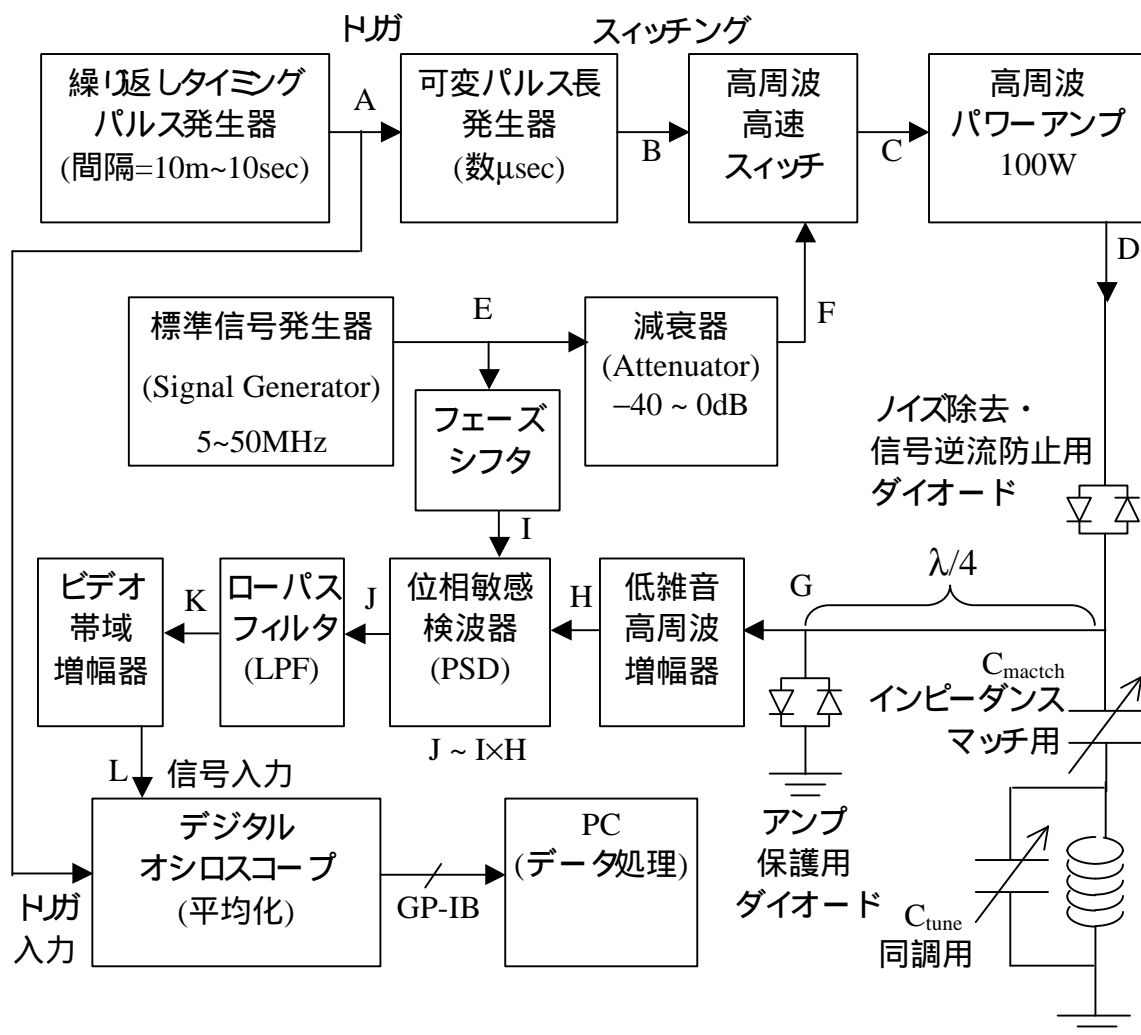 トリガ
スィッチング
繰り返しタイミング
パルス発生器
(間隔=10m~10sec)
A
可変パルス長
発生器
(数μsec)
B
高周波
高速
スィッチ
C
高周波
パワーアンプ
100W
D
標準信号発生器
(Signal Generator)
5~50MHz
E
減衰器
(Attenuator)
−40 ~ 0dB
F
フェーズ
シフタ
I
ノイズ除去・
信号逆流防止用
ダイオード
λ/4
ビデオ
帯域
増幅器
K
ローパス
フィルタ
(LPF)
J
位相敏感
検波器
(PSD)
H
低雑音
高周波
増幅器
G
J ~ I×H
Cmactch
インピーダンス
マッチ用
L
信号入力
デジタル
オシロスコープ
(平均化)
トリガ
入力
GP-IB
PC
(データ処理)
アンプ
保護用
ダイオード
Ctune
同調用